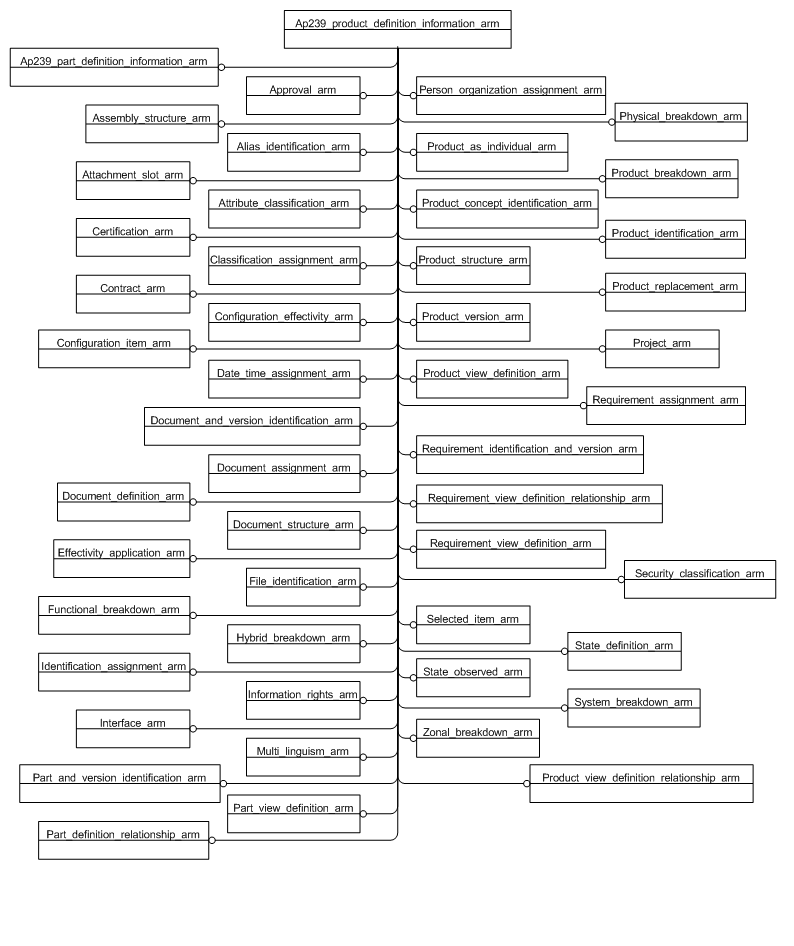 Ap239_product_definition_information_arm
Ap239_part_definition_information_arm
Approval_arm
Person_organization_assignment_arm
Assembly_structure_arm
Physical_breakdown_arm
Alias_identification_arm
Product_as_individual_arm
Attachment_slot_arm
Product_breakdown_arm
Attribute_classification_arm
Product_concept_identification_arm
Certification_arm
Product_identification_arm
Classification_assignment_arm
Product_structure_arm
Contract_arm
Product_replacement_arm
Configuration_effectivity_arm
Product_version_arm
Configuration_item_arm
Project_arm
Date_time_assignment_arm
Product_view_definition_arm
Requirement_assignment_arm
Document_and_version_identification_arm
Requirement_identification_and_version_arm
Document_assignment_arm
Document_definition_arm
Requirement_view_definition_relationship_arm
Document_structure_arm
Requirement_view_definition_arm
Effectivity_application_arm
Security_classification_arm
File_identification_arm
Functional_breakdown_arm
Selected_item_arm
Hybrid_breakdown_arm
State_definition_arm
Identification_assignment_arm
State_observed_arm
Information_rights_arm
System_breakdown_arm
Interface_arm
Zonal_breakdown_arm
Multi_linguism_arm
Part_and_version_identification_arm
Product_view_definition_relationship_arm
Part_view_definition_arm
Part_definition_relationship_arm